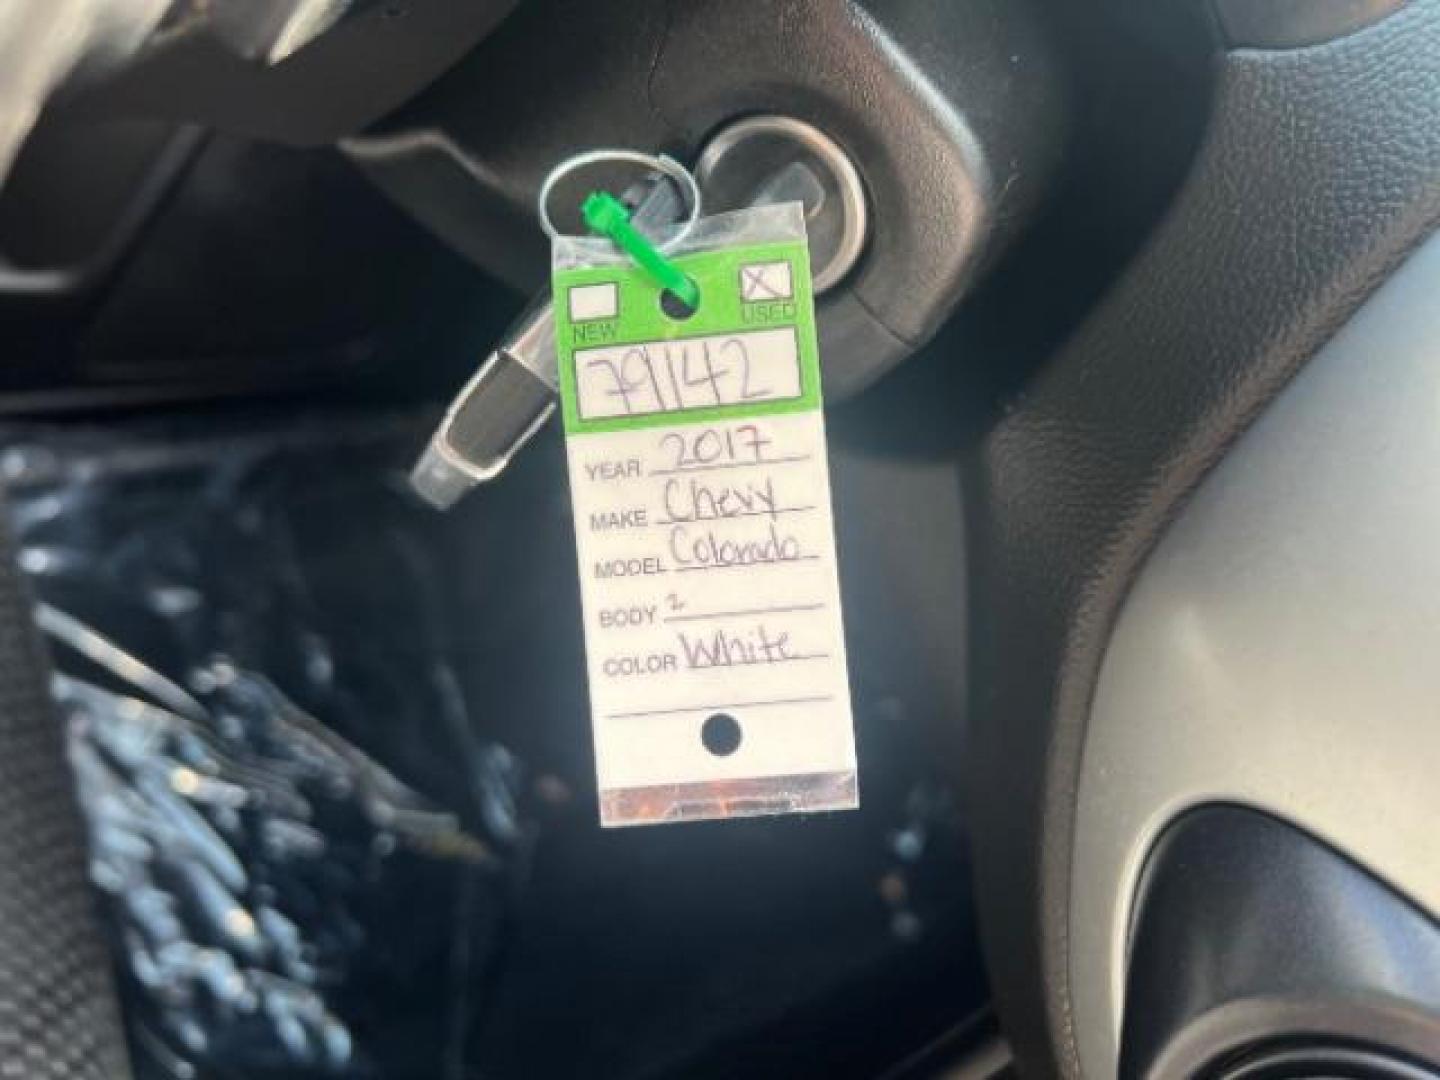 X
NEW USED
79142
YEAR 2017
MAKE Chevy
MODEL Colorado
BODY 2
COLOR White